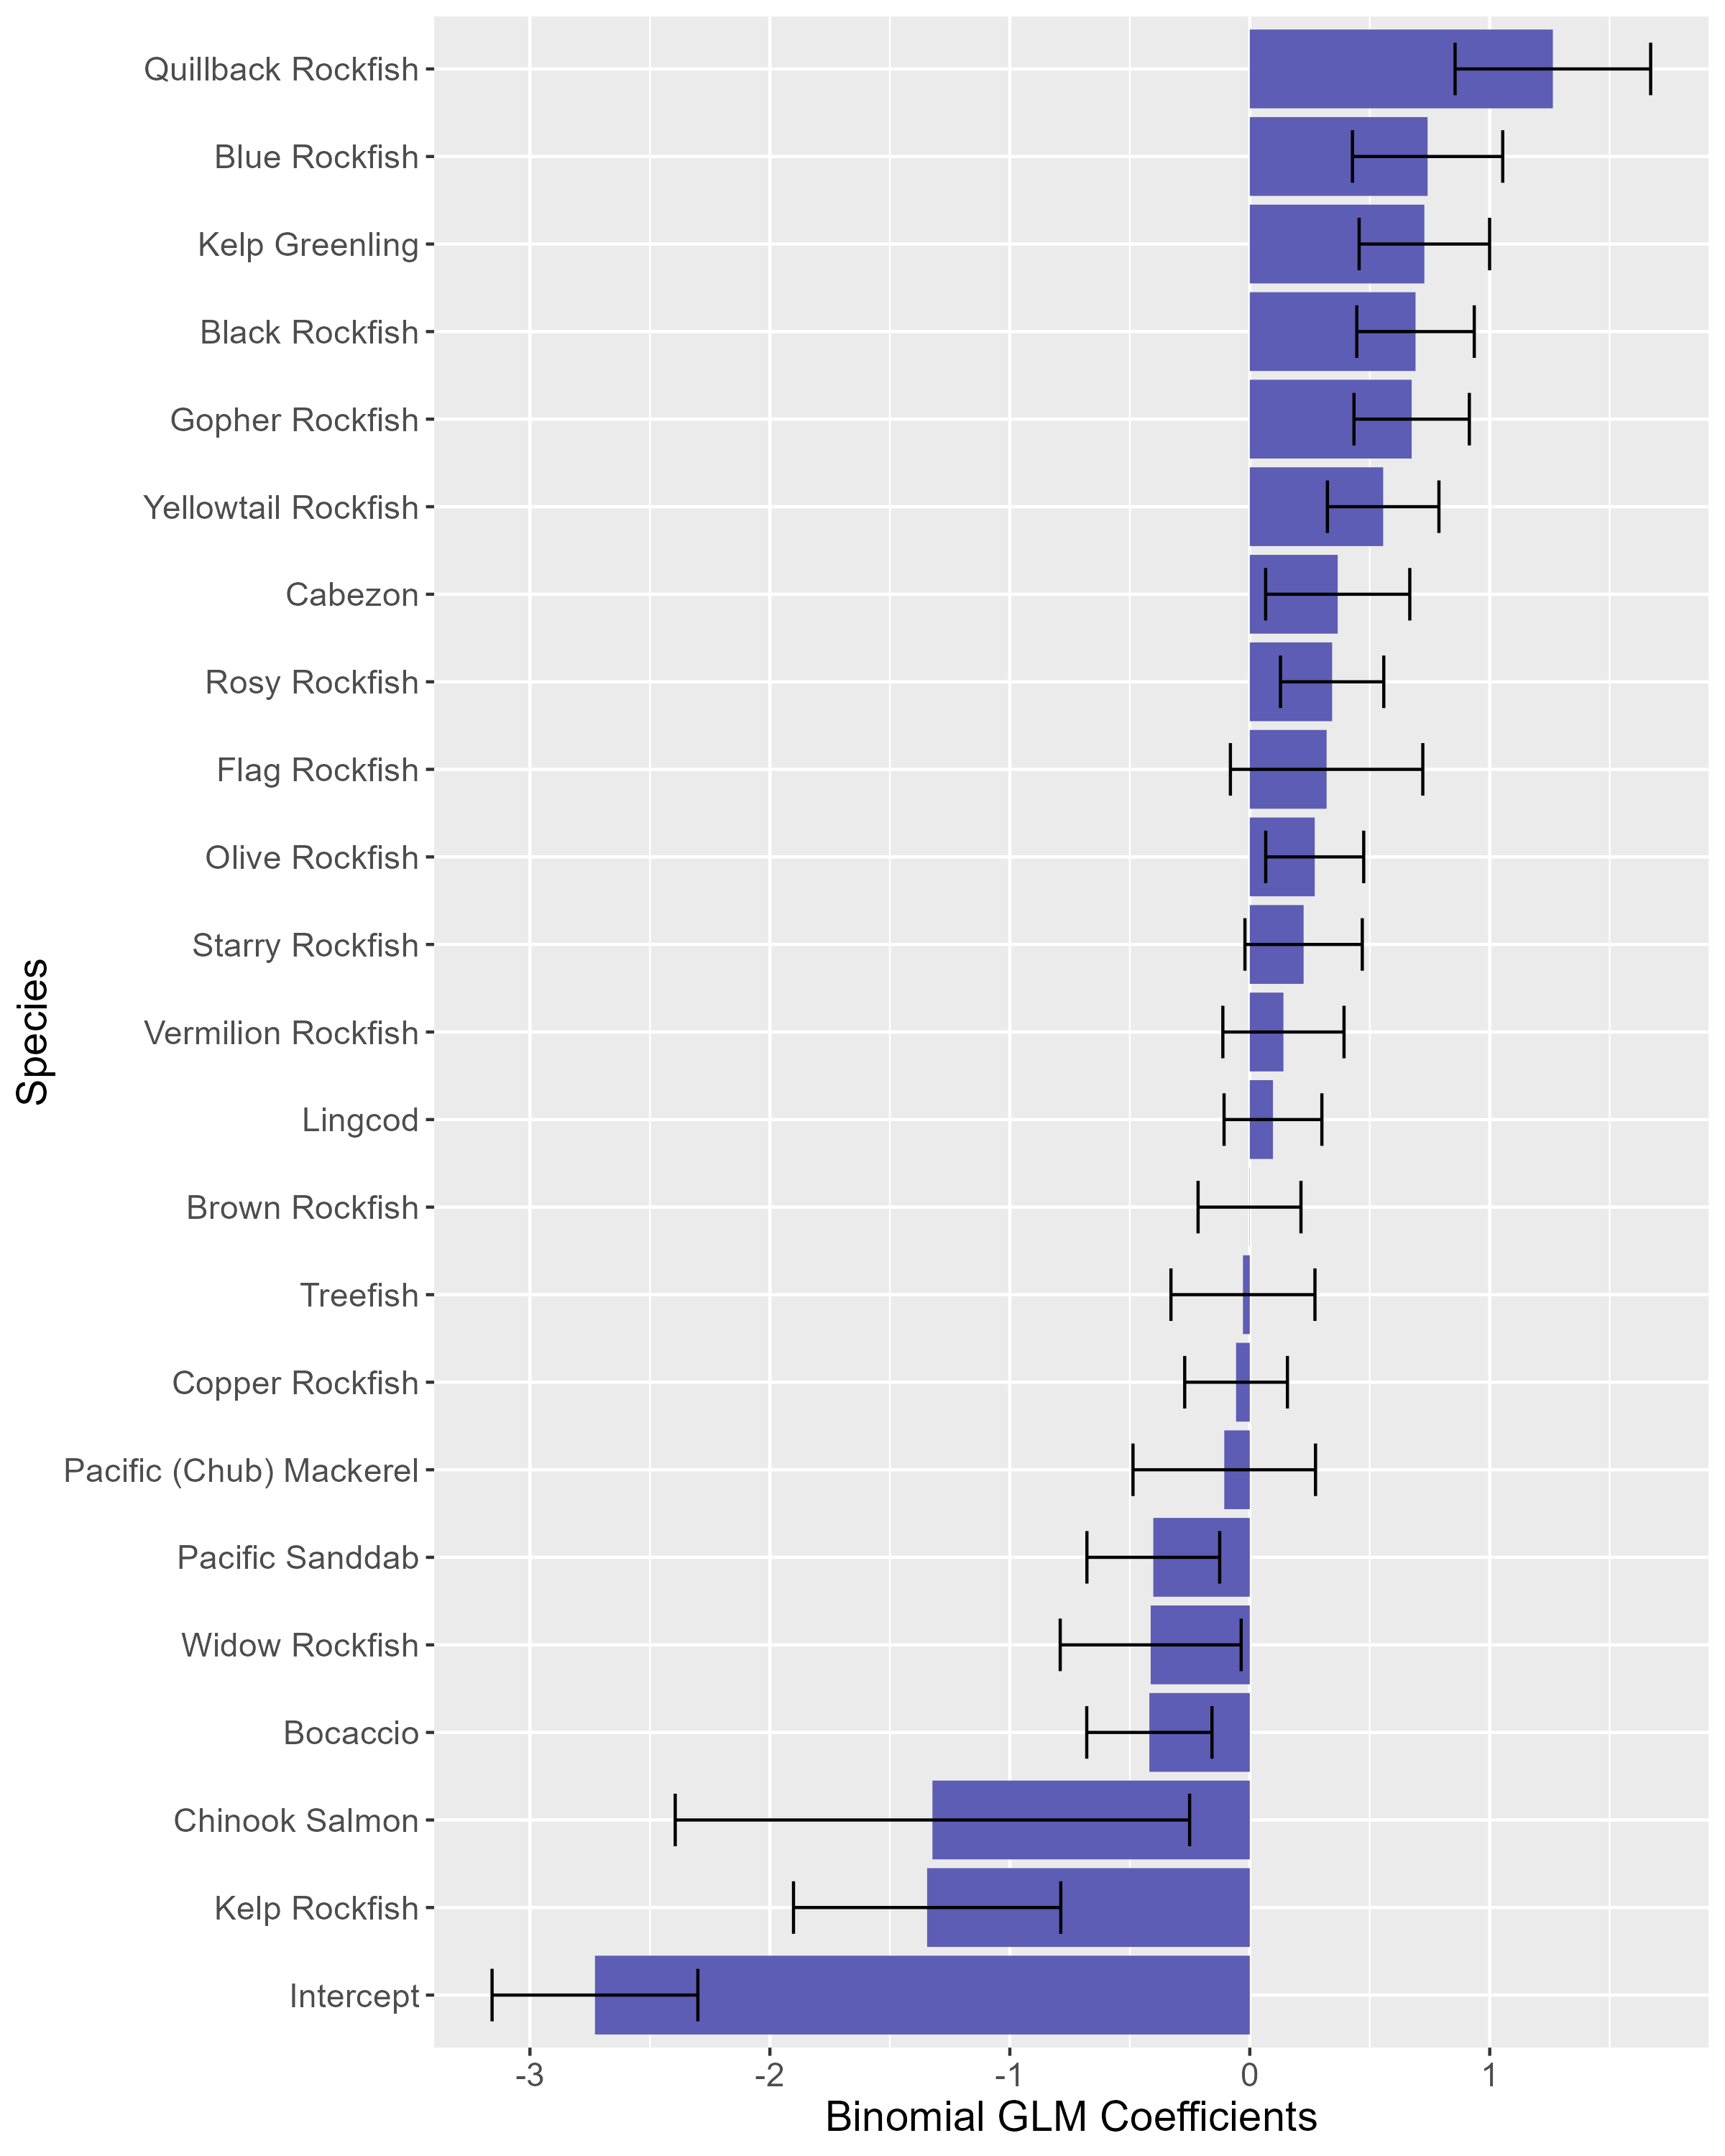 Quillback Rockfish
Blue Rockfish
Kelp Greenling
Black Rockfish
Gopher Rockfish
Yellowtail Rockfish
Cabezon
Rosy Rockfish
Flag Rockfish
Olive Rockfish
Starry Rockfish
Vermilion Rockfish
Lingcod
Brown Rockfish
Treefish
Copper Rockfish
Pacific (Chub) Mackerel
Pacific Sanddab
Widow Rockfish
Bocaccio
Chinook Salmon
Kelp Rockfish
Intercept
Species
-3 -2 -1 0 1
Binomial GLM Coefficients